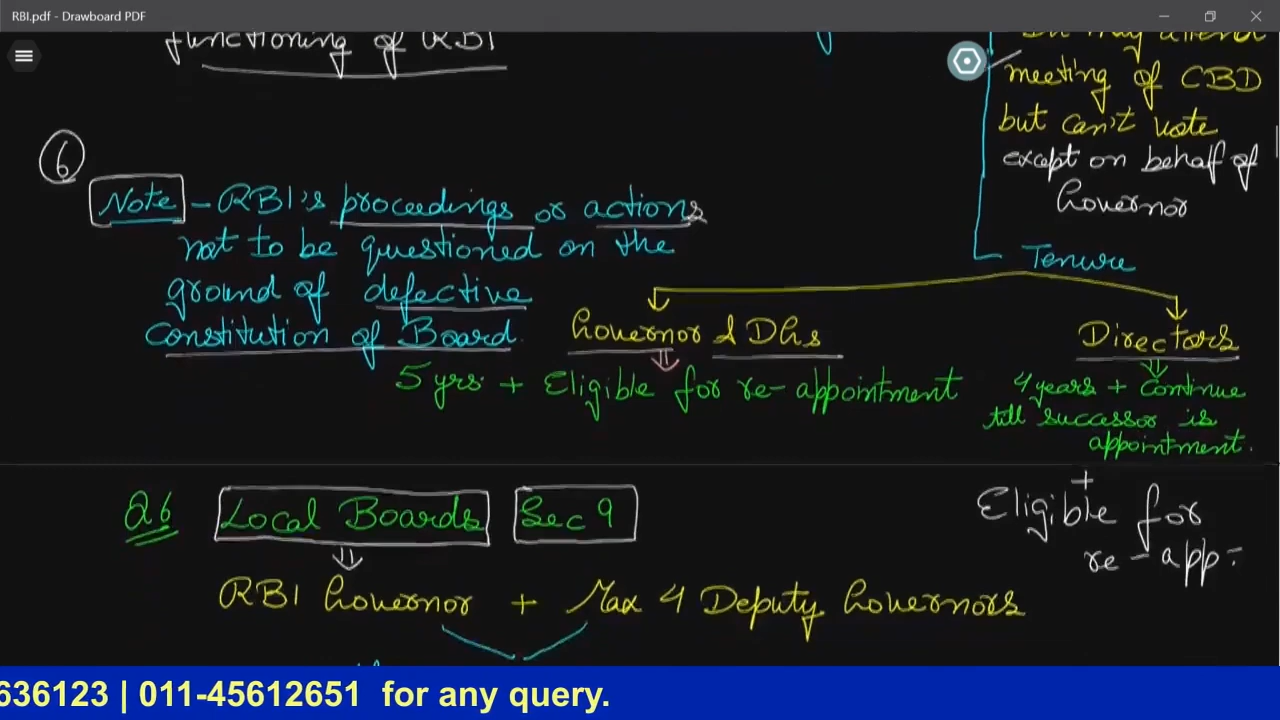 RBI.pdf - Drawboard PDF
functioning of RBI
meeting of CBD
but can't vote
except on behalf of
Governor
6
Note - RBI's proceedings or actions
not to be questioned on the
ground of defective
Constitution of Board.
Tenure
Governor & DGs
5 yrs. + Eligible for re-appointment
Directors
4 years + Continue
till successor is
appointment.
+
Eligible for
re-app:
Q6 Local Boards Sec 9
RBI Governor + Max 4 Deputy Governors
636123 | 011-45612651 for any query.